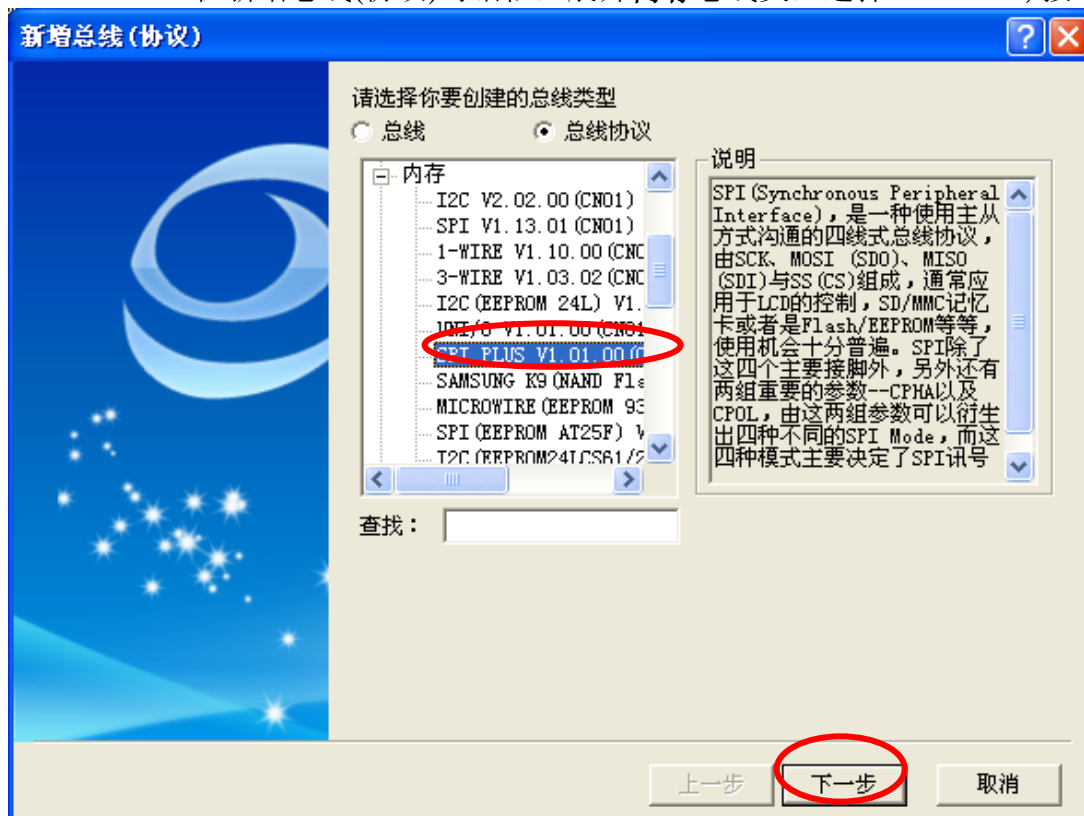 新增总线(协议)
请选择你要创建的总线类型
总线
总线协议
内存
I2C V2.02.00(CN01)
SPI V1.13.01(CN01)
1-WIRE V1.10.00(CNC
3-WIRE V1.03.02(CNC
I2C(EEPROM 24L) V1.
UNI/O V1.01.00(CN01
SPI PLUS V1.01.00(C
SAMSUNG K9(NAND Fla
MICROWIRE(EEPROM 93
SPI(EEPROM AT25F) V
I2C(EEPROM24LCS61/2
查找：
说明
SPI(Synchronous Peripheral
Interface)，是一种使用主从
方式沟通的四线式总线协议，
由SCK、MOSI (SDO)、MISO
(SDI)与SS(CS)组成，通常应
用于LCD的控制，SD/MMC记忆
卡或者是Flash/EEPROM等等，
使用机会十分普遍。SPI除了
这四个主要接脚外，另外还有
两组重要的参数--CPHA以及
CPOL，由这两组参数可以衍生
出四种不同的SPI Mode，而这
四种模式主要决定了SPI讯号
上一步
下一步
取消